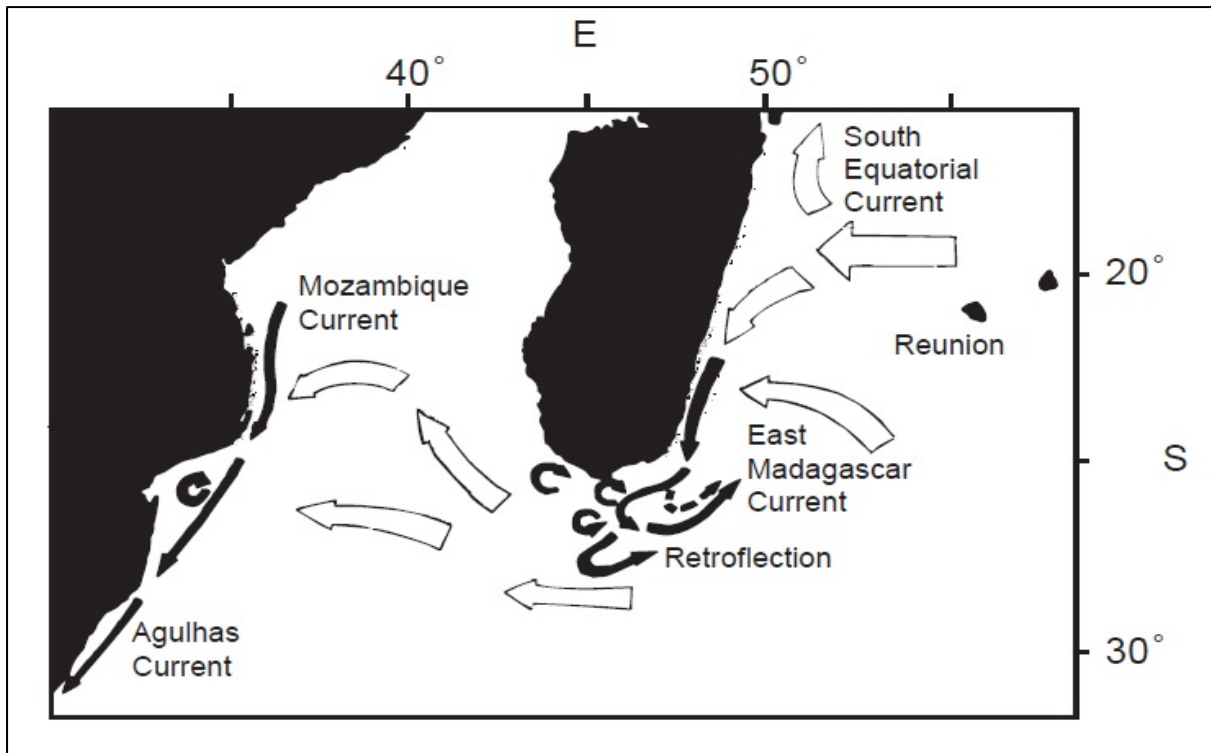 E
40°
50°
South
Equatorial
Current
20°
Mozambique
Current
Reunion
East
Madagascar
Current
S
Retroflection
Agulhas
Current
30°